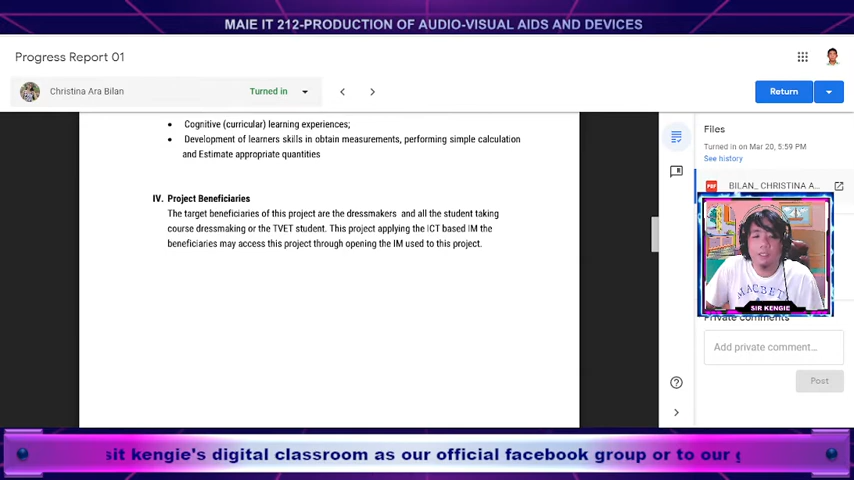 MAIE IT 212-PRODUCTION OF AUDIO-VISUAL AIDS AND DEVICES
Progress Report 01
Christina Ara Bilan
Turned in
Return
Cognitive (curricular) learning experiences;
Development of learners skills in obtain measurements, performing simple calculation
and Estimate appropriate quantities
IV. Project Beneficiaries
The target beneficiaries of this project are the dressmakers and all the student taking
course dressmaking or the TVET student. This project applying the ICT based IM the
beneficiaries may access this project through opening the IM used to this project.
Files
Turned in on Mar 20, 5:59 PM
See history
PDF
BILAN_ CHRISTINA A...
MACBETH
SIR KENGIE
Private comments
Add private comment...
Post
sit kengie's digital classroom as our official facebook group or to our g